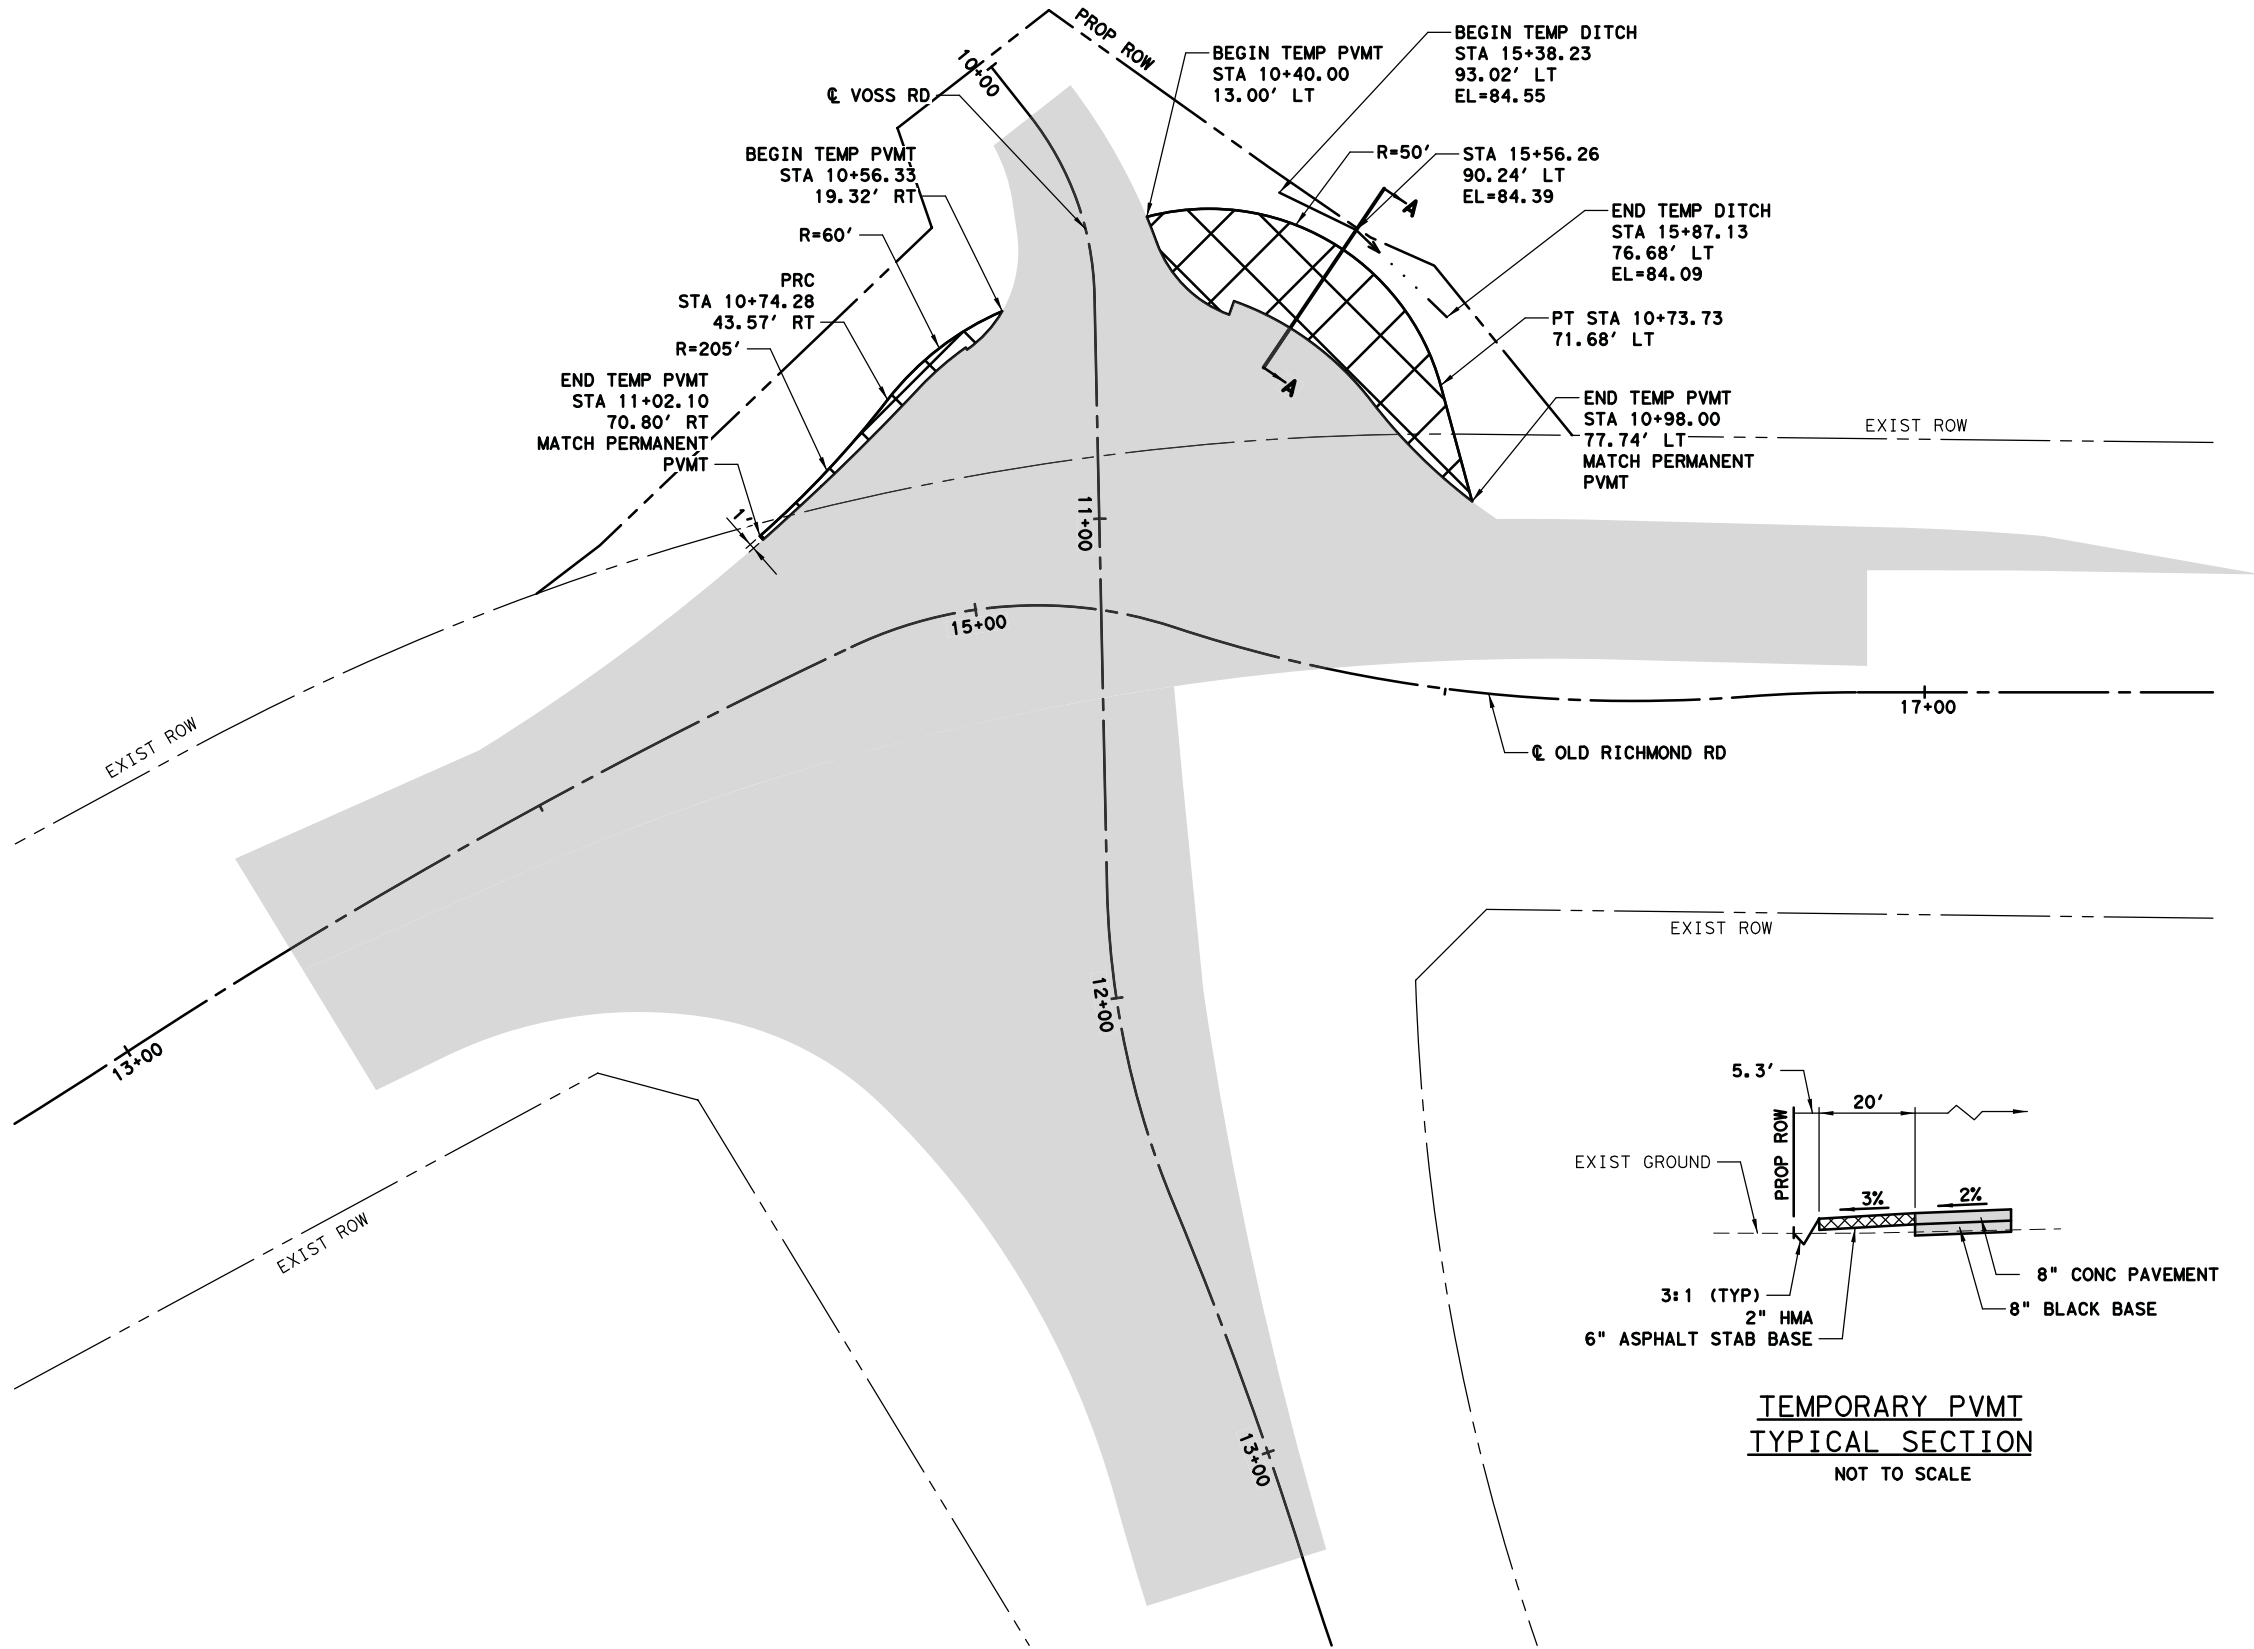 PROP ROW
10+00
℄ VOSS RD
BEGIN TEMP PVMT
STA 10+40.00
13.00' LT
BEGIN TEMP DITCH
STA 15+38.23
93.02' LT
EL=84.55
BEGIN TEMP PVMT
STA 10+56.33
19.32' RT
R=50'
STA 15+56.26
90.24' LT
EL=84.39
A
END TEMP DITCH
STA 15+87.13
76.68' LT
EL=84.09
R=60'
PRC
STA 10+74.28
43.57' RT
R=205'
PT STA 10+73.73
71.68' LT
A
END TEMP PVMT
STA 11+02.10
70.80' RT
MATCH PERMANENT
PVMT
END TEMP PVMT
STA 10+98.00
77.74' LT
MATCH PERMANENT
PVMT
EXIST ROW
1'
11+00
15+00
17+00
℄ OLD RICHMOND RD
EXIST ROW
EXIST ROW
12+00
13+00
EXIST ROW
13+00
5.3'
20'
PROP ROW
EXIST GROUND
3%
2%
3:1 (TYP)
2" HMA
6" ASPHALT STAB BASE
8" CONC PAVEMENT
8" BLACK BASE
TEMPORARY PVMT
TYPICAL SECTION
NOT TO SCALE